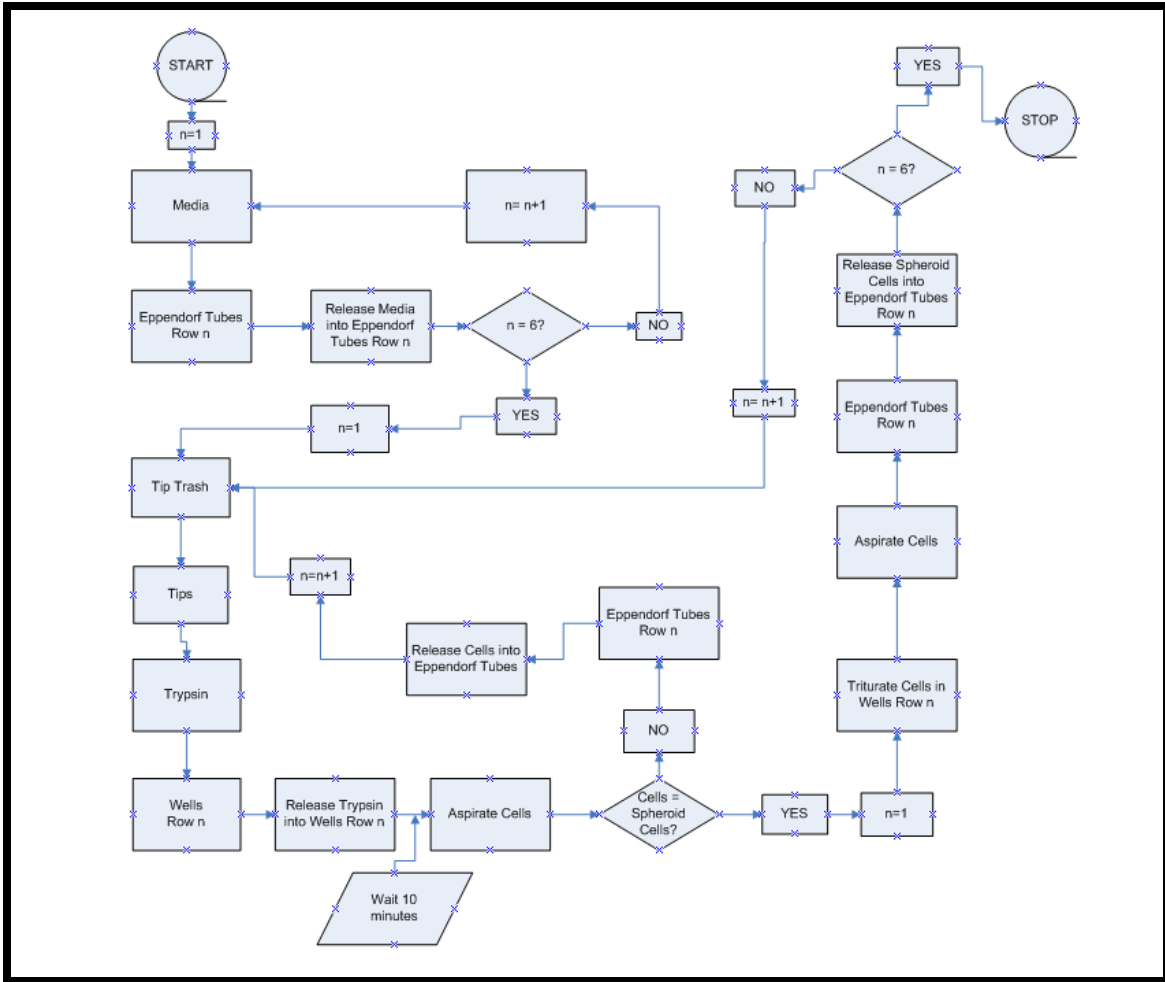 START
n=1
Media
Eppendorf Tubes
Row n
Release Media
into Eppendorf
Tubes Row n
n = 6?
NO
n= n+1
YES
n=1
Tip Trash
Tips
Trypsin
Wells
Row n
Release Trypsin
into Wells Row n
Wait 10
minutes
Aspirate Cells
Cells =
Spheroid
Cells?
NO
Eppendorf Tubes
Row n
Release Cells into
Eppendorf Tubes
n=n+1
YES
n=1
Triturate Cells in
Wells Row n
Aspirate Cells
Eppendorf Tubes
Row n
Release Spheroid
Cells into
Eppendorf Tubes
Row n
n = 6?
NO
n= n+1
YES
STOP